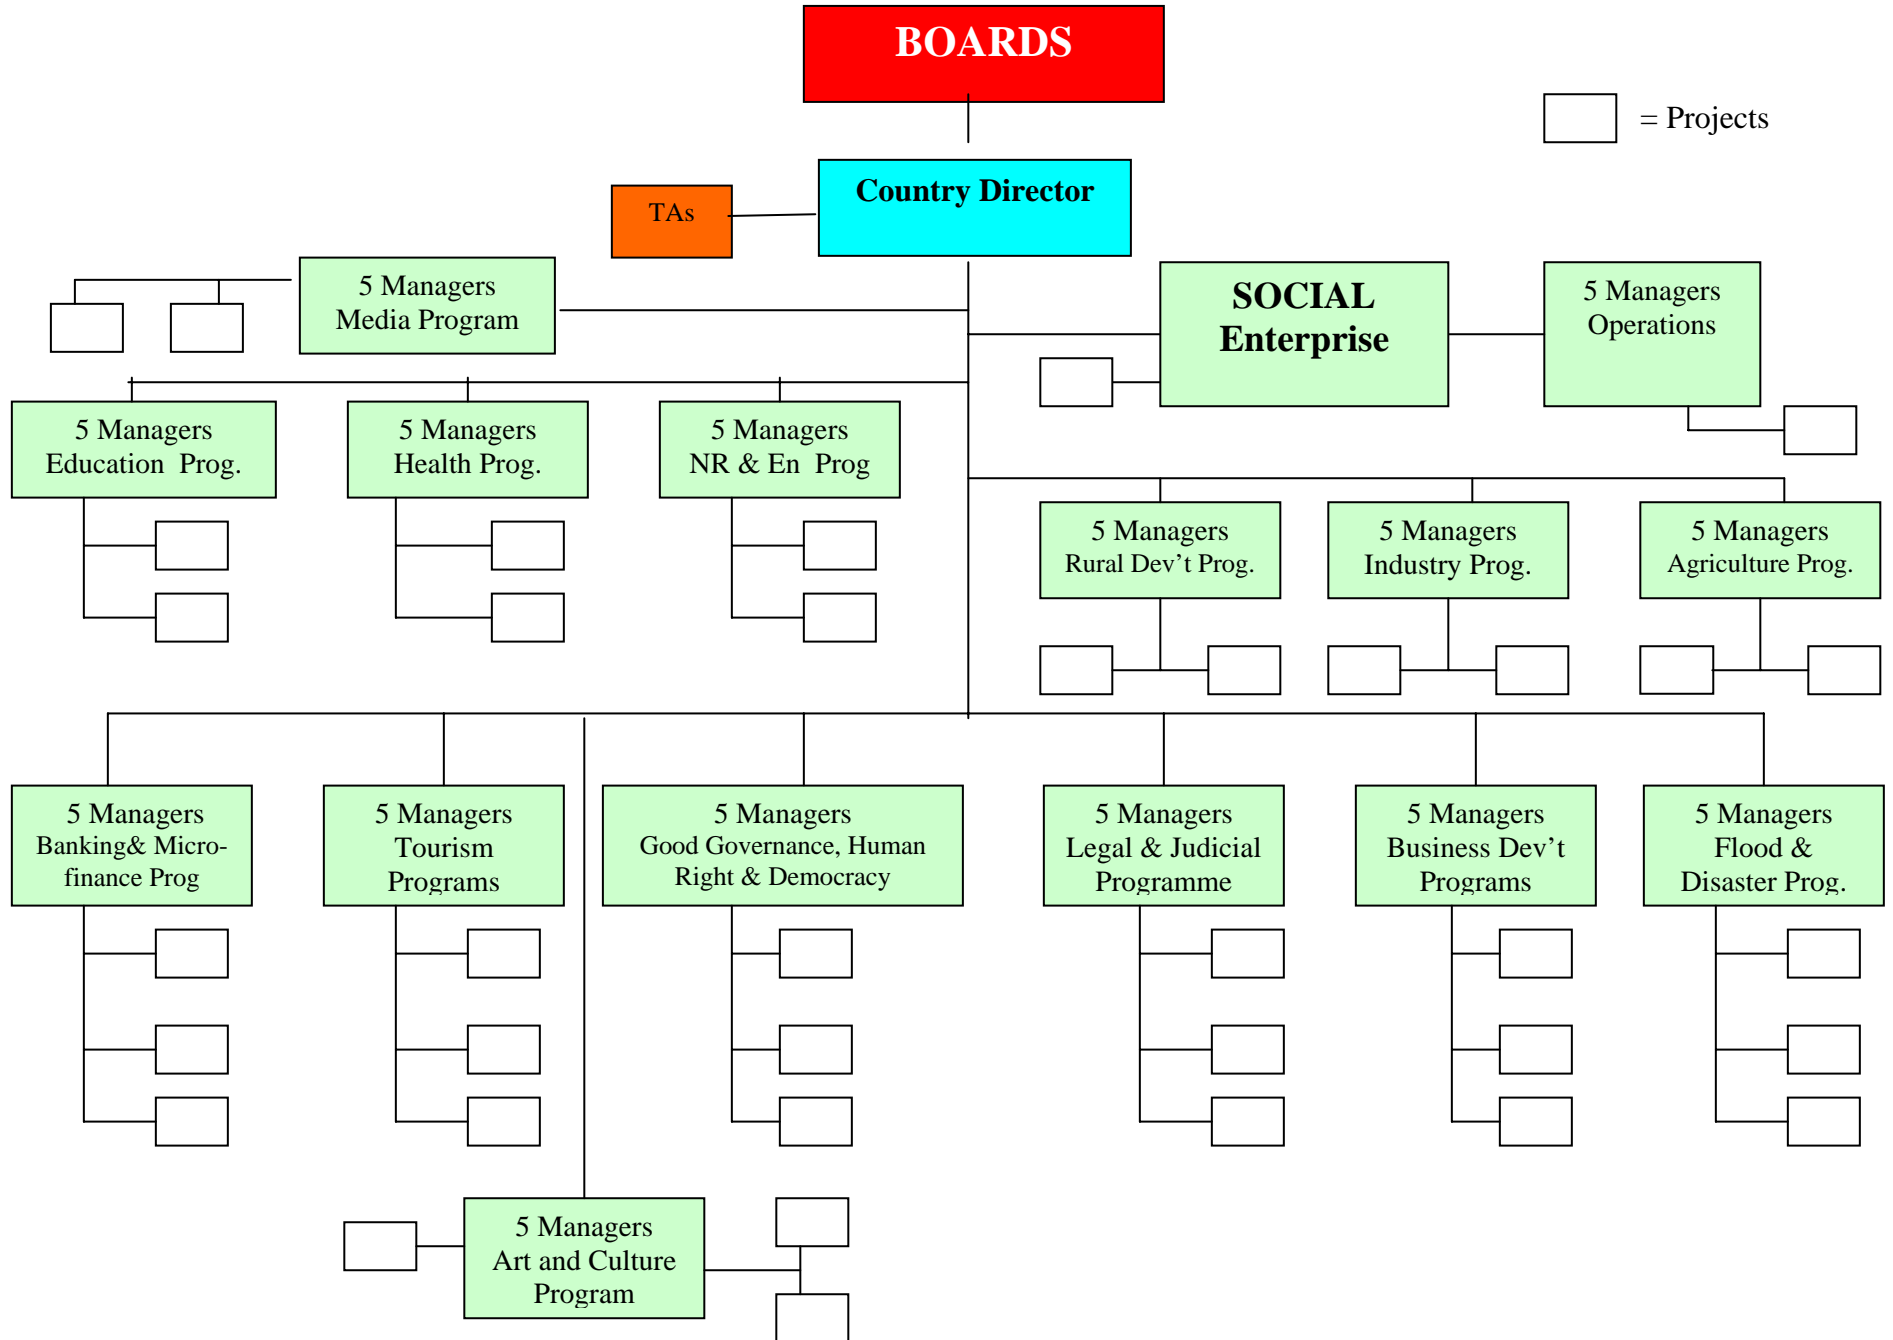 BOARDS
= Projects
Country Director
TAs
5 Managers
Media Program
SOCIAL
Enterprise
5 Managers
Operations
5 Managers
Education  Prog.
5 Managers
Health Prog.
5 Managers
NR & En  Prog
5 Managers
Rural Dev’t Prog.
5 Managers
Industry Prog.
5 Managers
Agriculture Prog.
5 Managers
Banking& Micro-
finance Prog
5 Managers
Tourism
Programs
5 Managers
Good Governance, Human
Right & Democracy
5 Managers
Legal & Judicial
Programme
5 Managers
Business Dev’t
Programs
5 Managers
Flood &
Disaster Prog.
5 Managers
Art and Culture
Program